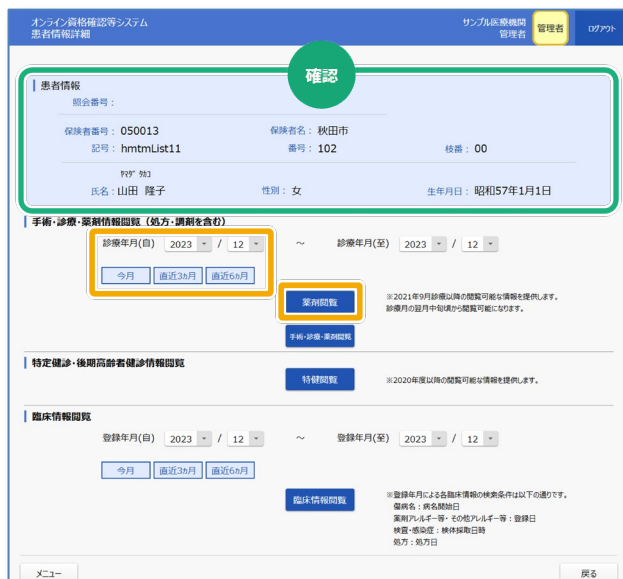 オンライン資格確認等システム
患者情報詳細
サンプル医療機関
管理者
管理者
ログアウト
確認
患者情報
照会番号：
保険者番号： 050013 保険者名： 秋田市
記号： hmtmList11 番号： 102 枝番： 00
ﾔﾏﾀﾞ ﾀｶｺ
氏名： 山田 隆子 性別： 女 生年月日： 昭和57年1月1日
手術・診療・薬剤情報閲覧（処方・調剤を含む）
診療年月(自) 2023 / 12 ～ 診療年月(至) 2023 / 12
今月 直近3ヵ月 直近6ヵ月
薬剤閲覧
※2021年9月診療以降の閲覧可能な情報を提供します。
診療月の翌月中旬頃から閲覧可能になります。
手術・診療・薬剤閲覧
特定健診・後期高齢者健診情報閲覧
特健閲覧 ※2020年度以降の閲覧可能な情報を提供します。
臨床情報閲覧
登録年月(自) 2023 / 12 ～ 登録年月(至) 2023 / 12
今月 直近3ヵ月 直近6ヵ月
臨床情報閲覧
※登録年月による各臨床情報の検索条件は以下の通りです。
傷病名：病名開始日
薬剤アレルギー等・その他アレルギー等：登録日
検査・感染症：検体採取日時
処方：処方日
メニュー 戻る